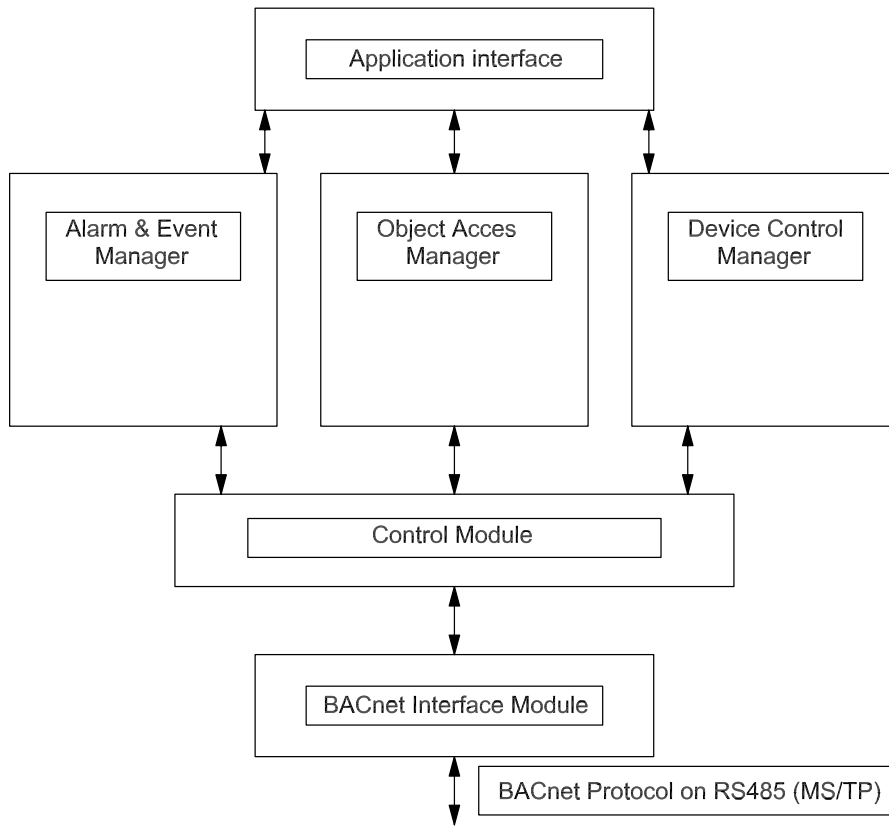 Application interface
Alarm & Event
Manager
Object Acces
Manager
Device Control
Manager
Control Module
BACnet Interface Module
BACnet Protocol on RS485 (MS/TP)